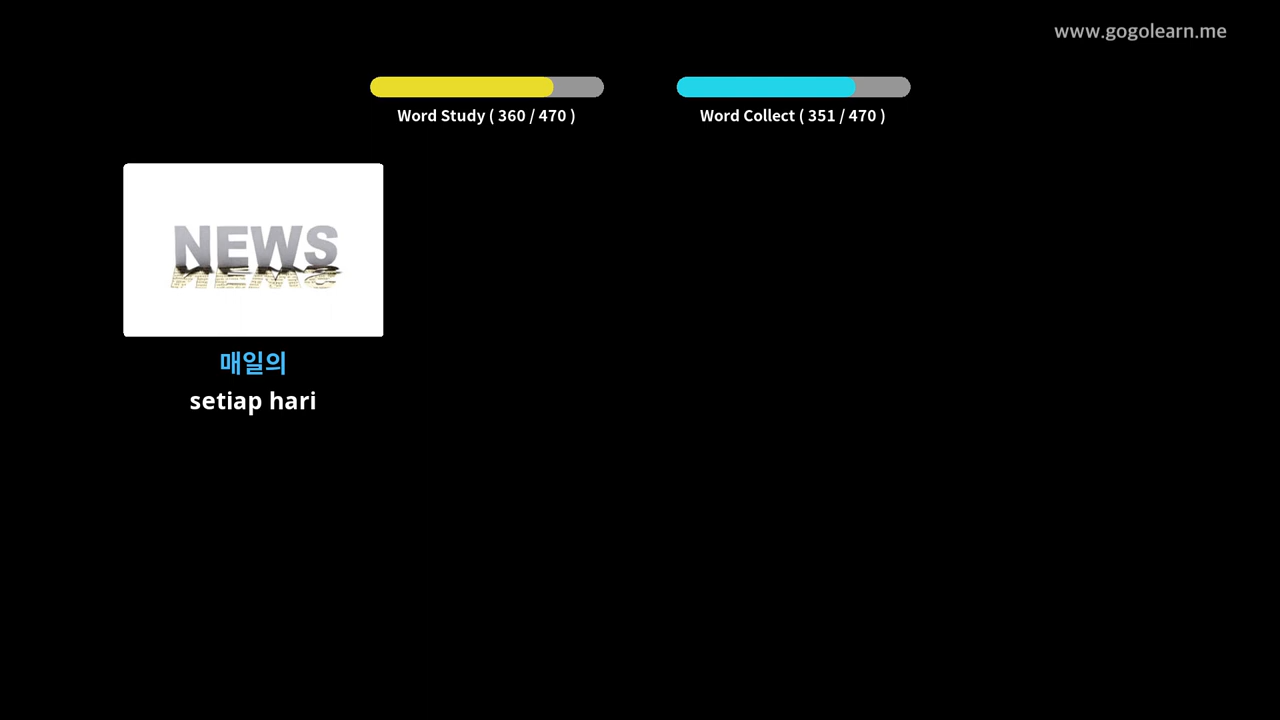 www.gogolearn.me
Word Study ( 360 / 470 )
Word Collect ( 351 / 470 )
NEWS
매일의
setiap hari